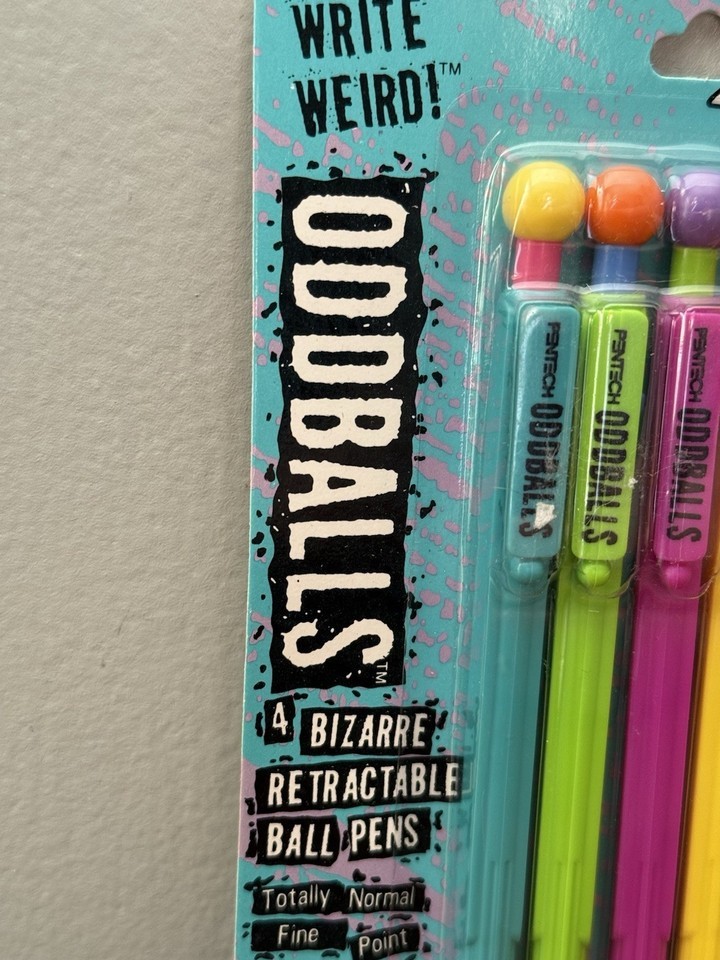 WRITE
WEIRD!™
ODDBALLS™
4 BIZARRE
RETRACTABLE
BALL PENS
Totally Normal
Fine Point
PENTECH ODDBALLS
PENTECH ODDBALLS
PENTECH ODDBALLS